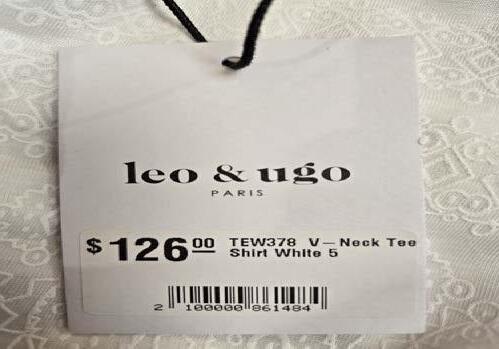 leo & ugo
PARIS
$126.00 TEW378 V-Neck Tee
Shirt White 5
2 100000 861484